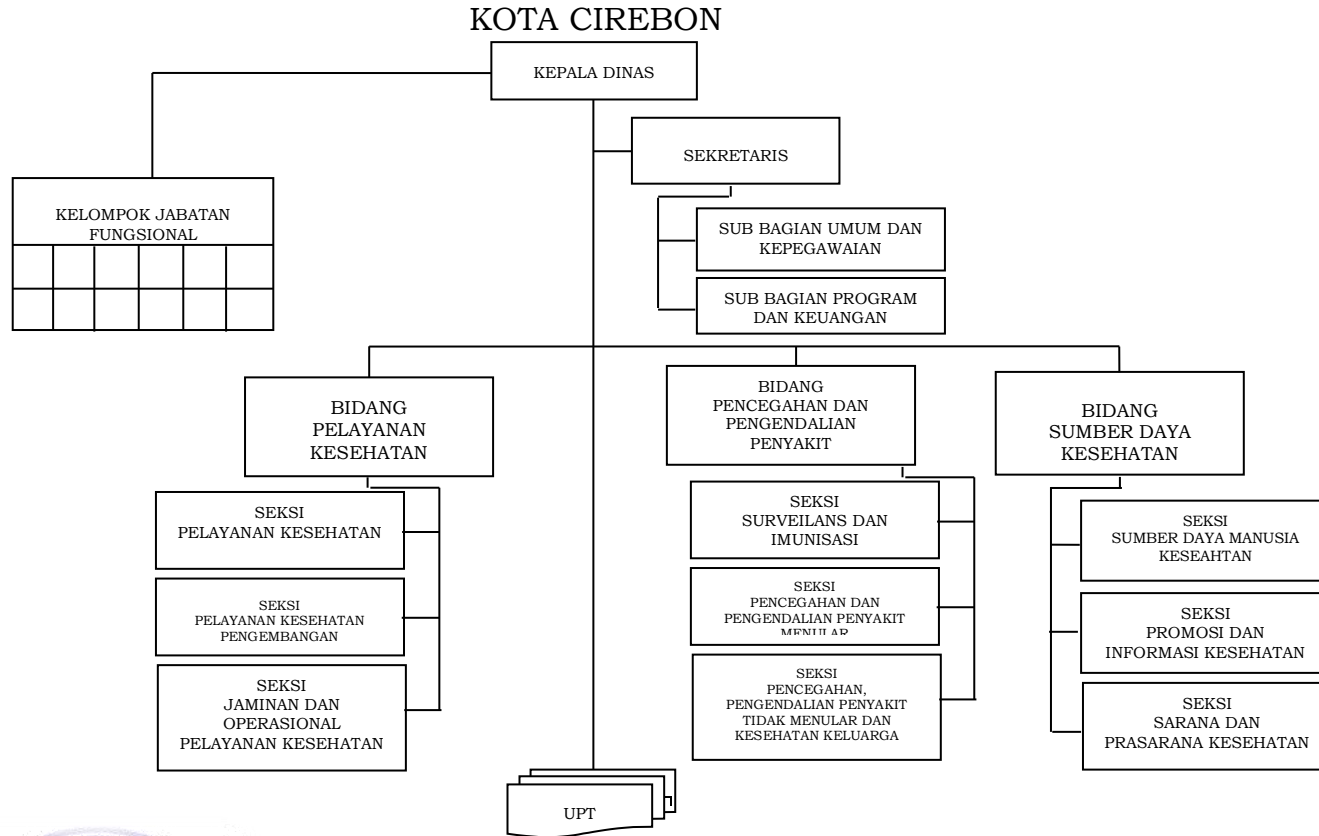 KOTA CIREBON
KEPALA DINAS
SEKRETARIS
KELOMPOK JABATAN
FUNGSIONAL
SUB BAGIAN UMUM DAN
KEPEGAWAIAN
SUB BAGIAN PROGRAM
DAN KEUANGAN
BIDANG
PELAYANAN
KESEHATAN
BIDANG
PENCEGAHAN DAN
PENGENDALIAN
PENYAKIT
BIDANG
SUMBER DAYA
KESEHATAN
SEKSI
PELAYANAN KESEHATAN
SEKSI
PELAYANAN KESEHATAN
PENGEMBANGAN
SEKSI
JAMINAN DAN
OPERASIONAL
PELAYANAN KESEHATAN
SEKSI
SURVEILANS DAN
IMUNISASI
SEKSI
PENCEGAHAN DAN
PENGENDALIAN PENYAKIT
MENULAR
SEKSI
PENCEGAHAN,
PENGENDALIAN PENYAKIT
TIDAK MENULAR DAN
KESEHATAN KELUARGA
SEKSI
SUMBER DAYA MANUSIA
KESEAHTAN
SEKSI
PROMOSI DAN
INFORMASI KESEHATAN
SEKSI
SARANA DAN
PRASARANA KESEHATAN
UPT